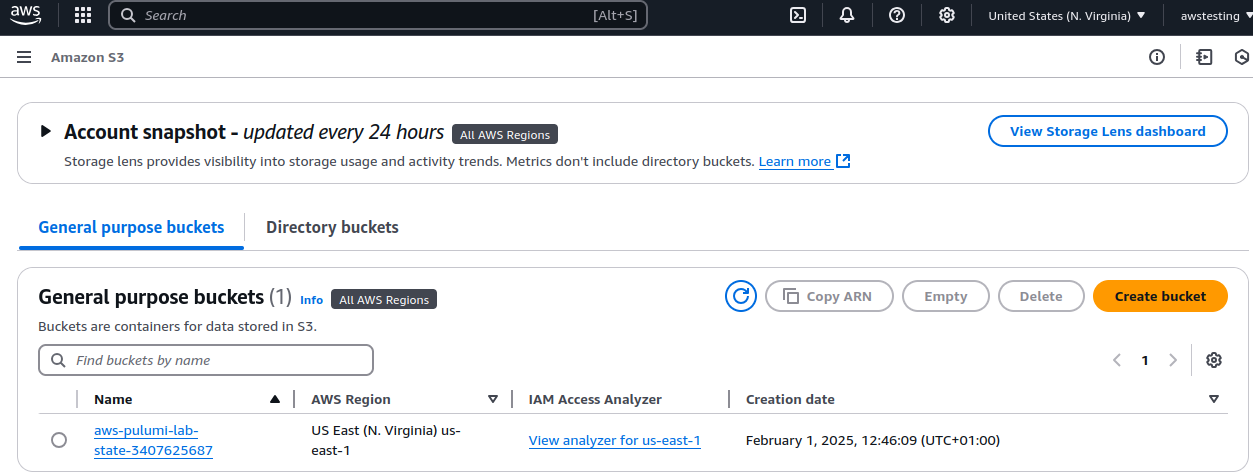 aws
Search [Alt+S] United States (N. Virginia) awstesting
Amazon S3
Account snapshot - updated every 24 hours All AWS Regions View Storage Lens dashboard
Storage lens provides visibility into storage usage and activity trends. Metrics don't include directory buckets. Learn more
General purpose buckets Directory buckets
General purpose buckets (1) Info All AWS Regions Copy ARN Empty Delete Create bucket
Buckets are containers for data stored in S3.
Find buckets by name 1
Name AWS Region IAM Access Analyzer Creation date
aws-pulumi-lab-
state-3407625687
US East (N. Virginia) us-
east-1
View analyzer for us-east-1
February 1, 2025, 12:46:09 (UTC+01:00)